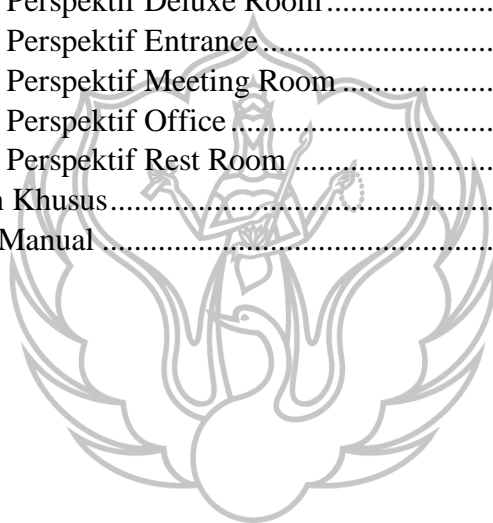 Perspektif Deluxe Room....................
Perspektif Entrance..............................
Perspektif Meeting Room...................
Perspektif Office..................................
Perspektif Rest Room.........................
Khusus..................................................
Manual..................................................